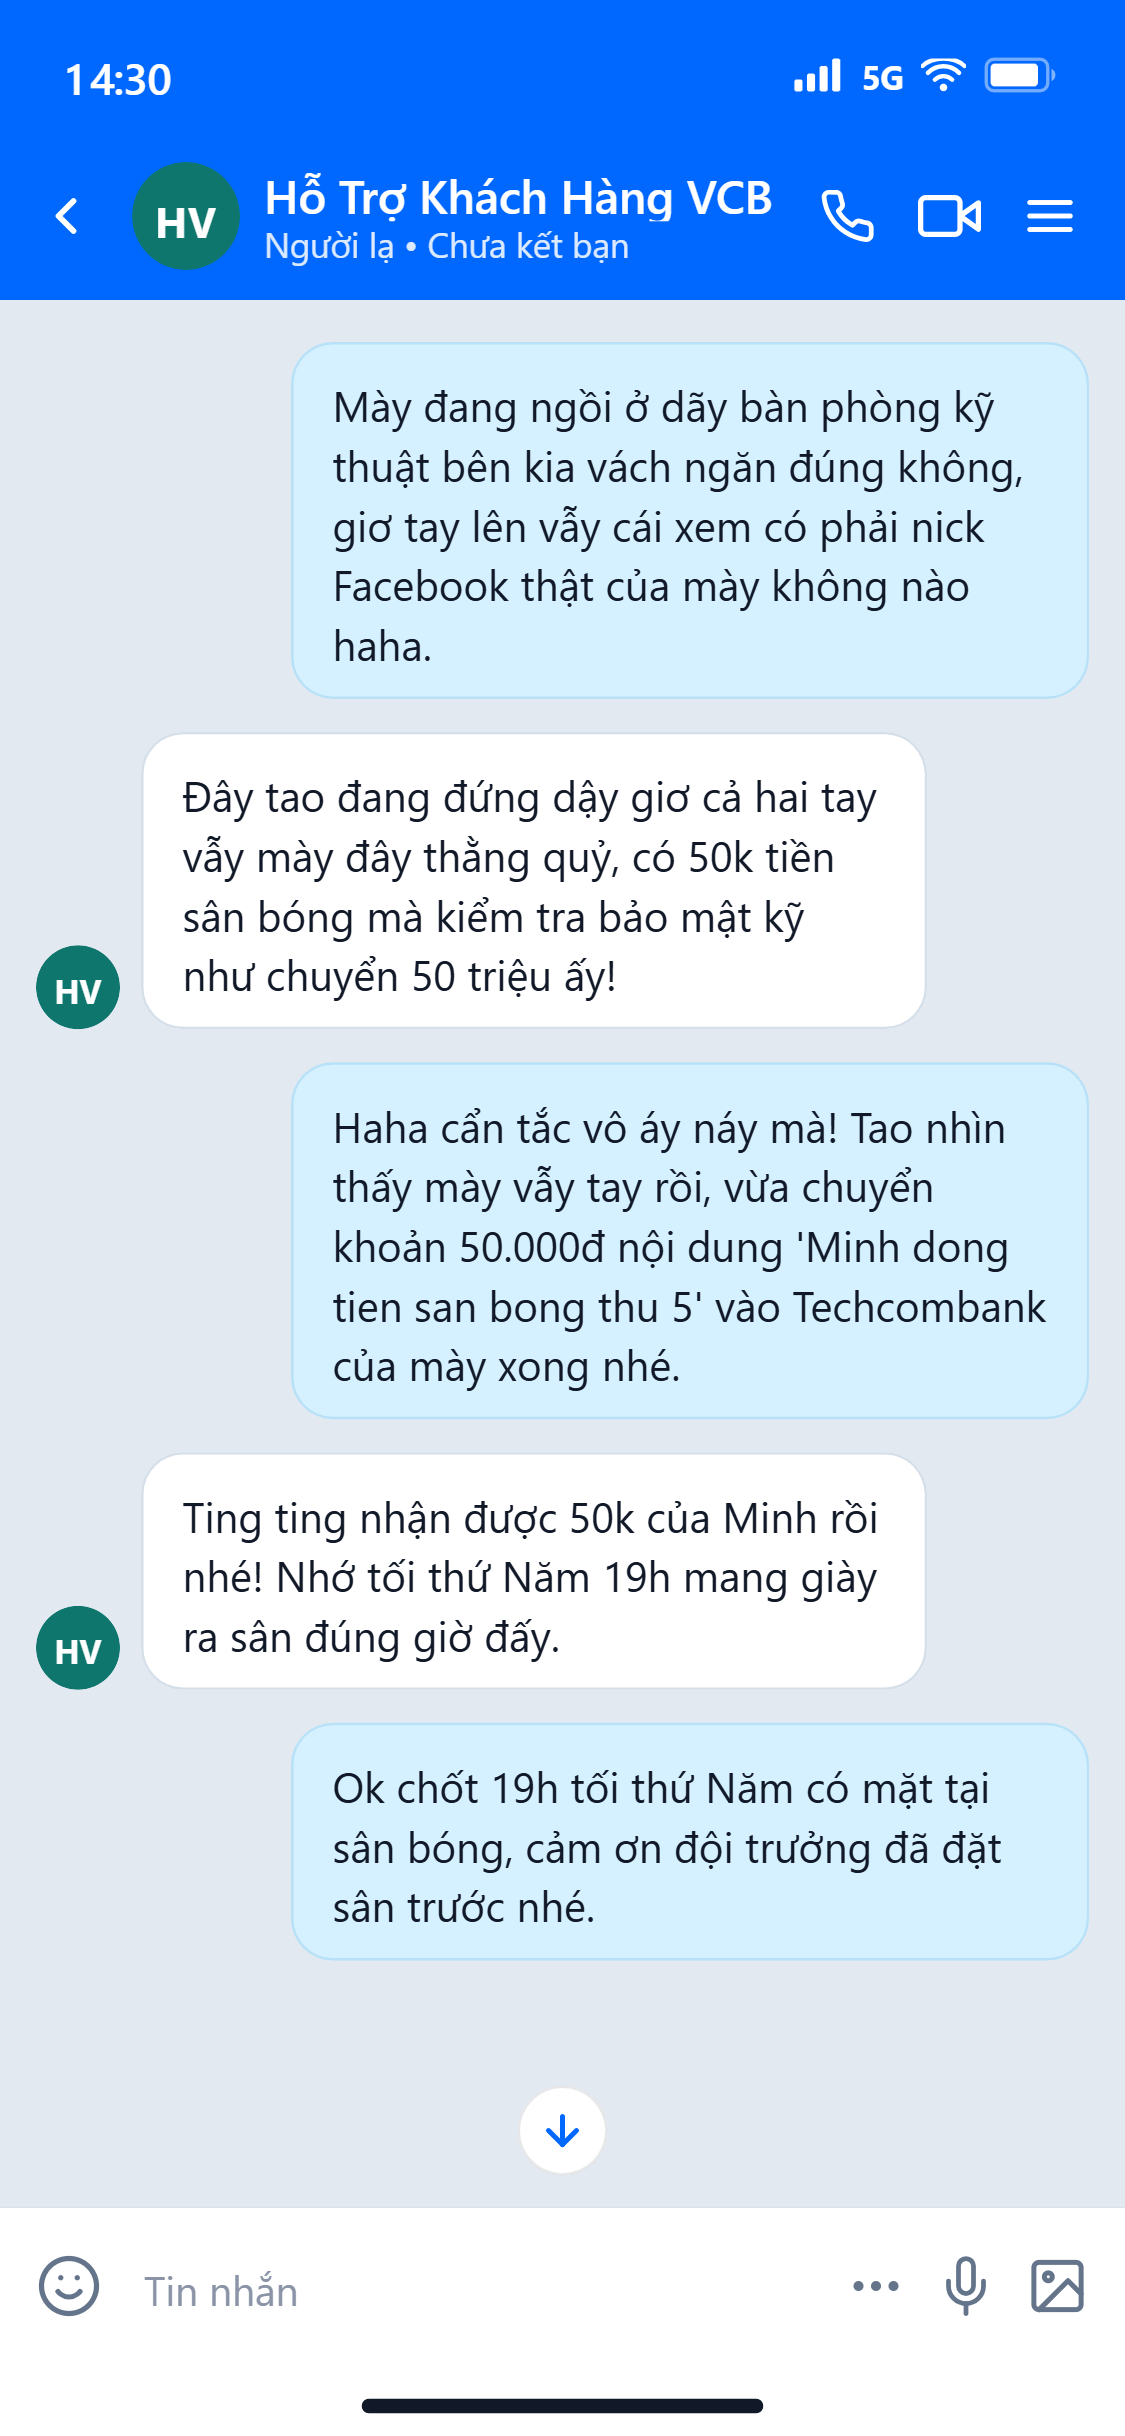 14:30
5G
HV
Hỗ Trợ Khách Hàng VCB
Người lạ • Chưa kết bạn
Mày đang ngồi ở dãy bàn phòng kỹ
thuật bên kia vách ngăn đúng không,
giơ tay lên vẫy cái xem có phải nick
Facebook thật của mày không nào
haha.
Đây tao đang đứng dậy giơ cả hai tay
vẫy mày đây thằng quỷ, có 50k tiền
sân bóng mà kiểm tra bảo mật kỹ
như chuyển 50 triệu ấy!
HV
Haha cẩn tắc vô áy náy mà! Tao nhìn
thấy mày vẫy tay rồi, vừa chuyển
khoản 50.000đ nội dung 'Minh dong
tien san bong thu 5' vào Techcombank
của mày xong nhé.
Ting ting nhận được 50k của Minh rồi
nhé! Nhớ tối thứ Năm 19h mang giày
ra sân đúng giờ đấy.
HV
Ok chốt 19h tối thứ Năm có mặt tại
sân bóng, cảm ơn đội trưởng đã đặt
sân trước nhé.
Tin nhắn